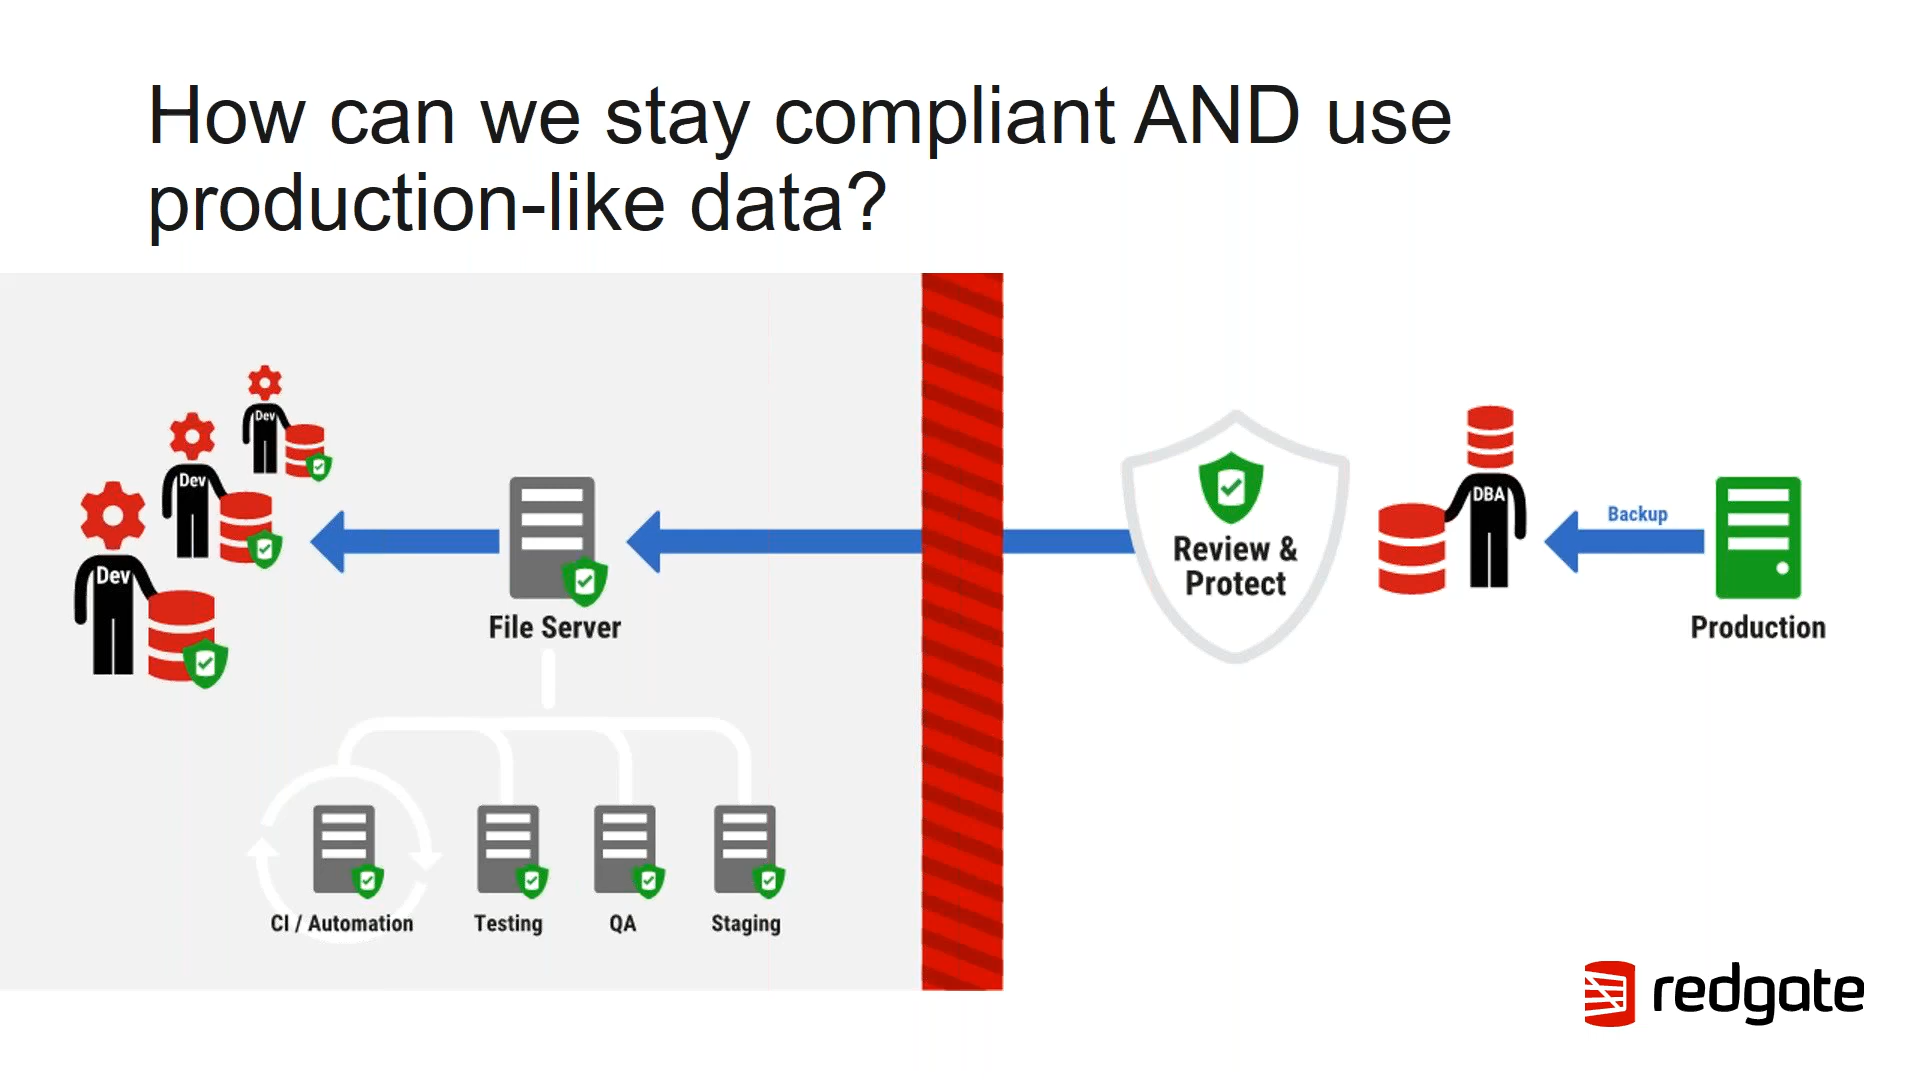 How can we stay compliant AND use
production-like data?
Dev
Dev
Dev
File Server
Review &
Protect
DBA
Backup
Production
CI / Automation
Testing
QA
Staging
redgate